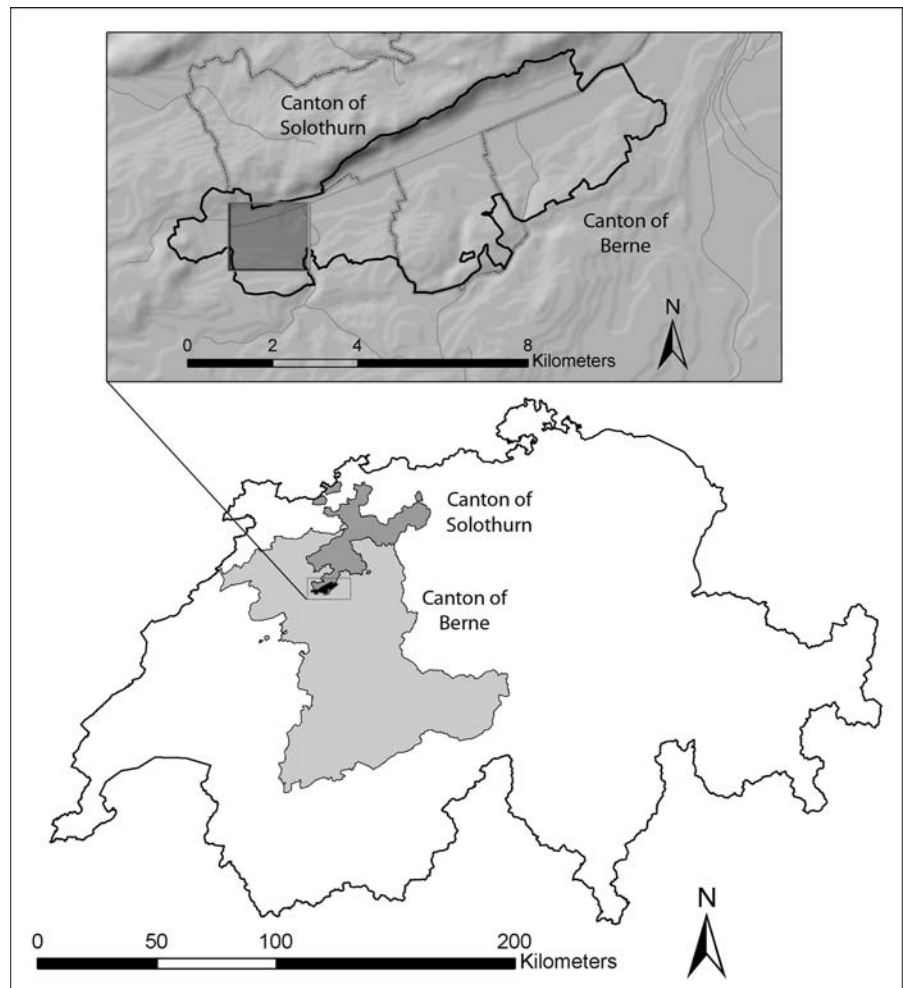 Canton of
Solothurn
Canton of
Berne
N
0 2 4 8
Kilometers
Canton of
Solothurn
Canton of
Berne
N
0 50 100 200
Kilometers